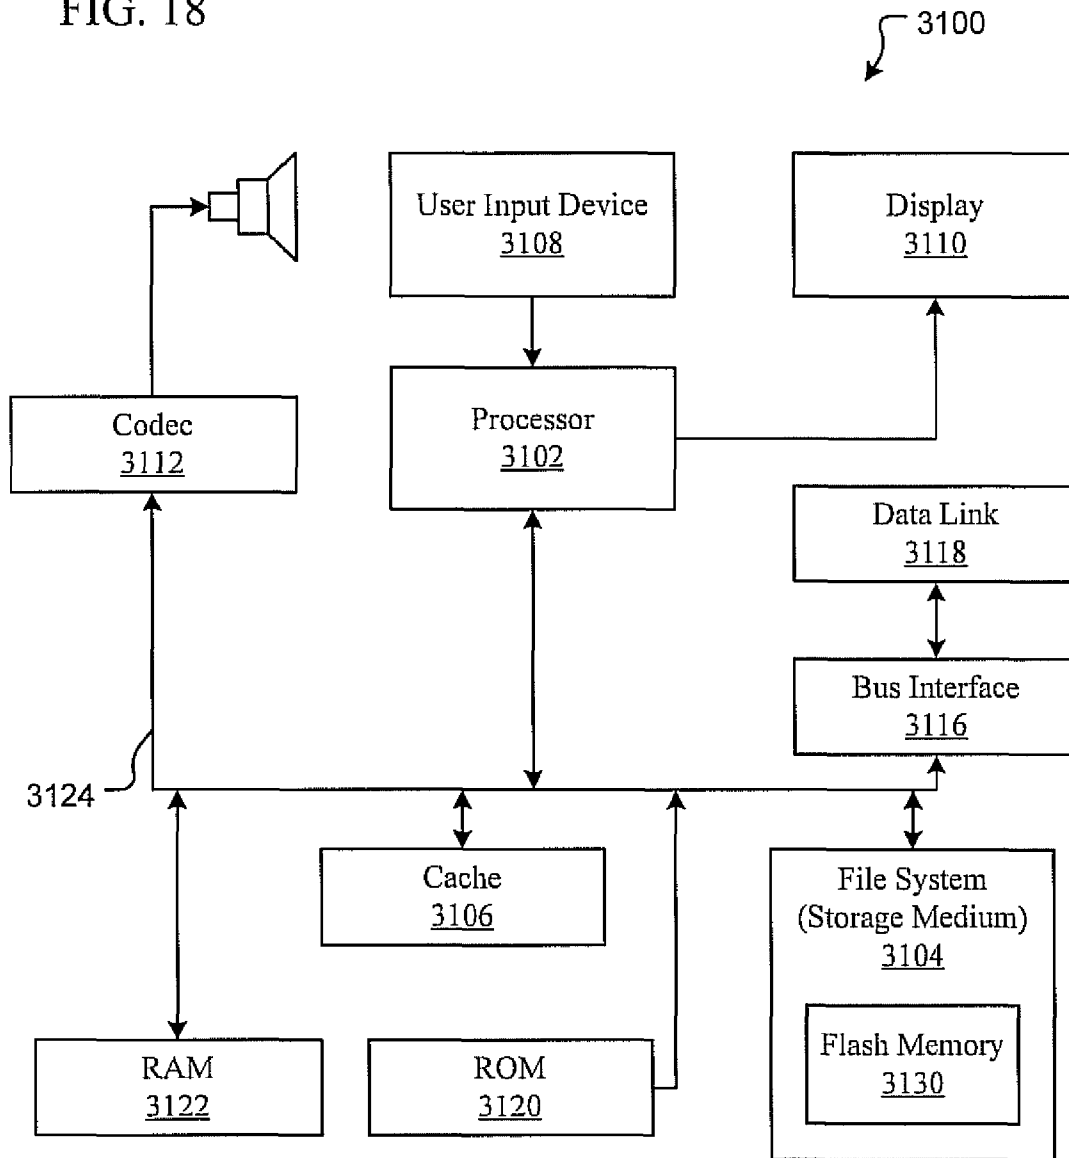 FIG. 18
3100
User Input Device
3108
Display
3110
Codec
3112
Processor
3102
Data Link
3118
Bus Interface
3116
3124
Cache
3106
File System
(Storage Medium)
3104
Flash Memory
3130
RAM
3122
ROM
3120